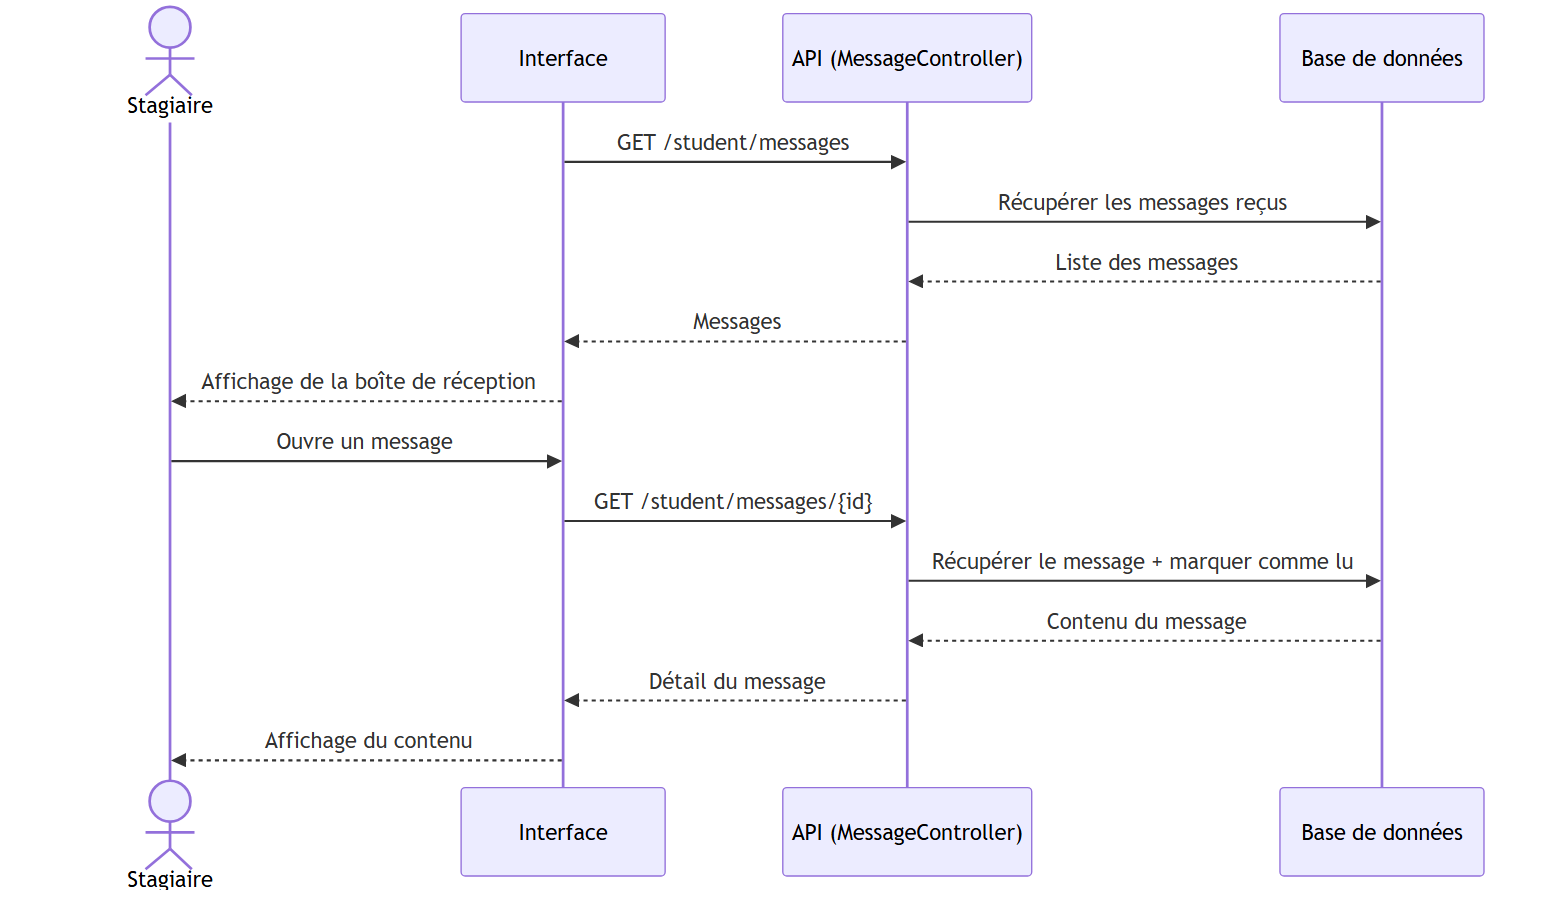 Stagiaire
Interface
API (MessageController)
Base de données
GET /student/messages
Récupérer les messages reçus
Liste des messages
Messages
Affichage de la boîte de réception
Ouvre un message
GET /student/messages/{id}
Récupérer le message + marquer comme lu
Contenu du message
Détail du message
Affichage du contenu
Stagiaire
Interface
API (MessageController)
Base de données